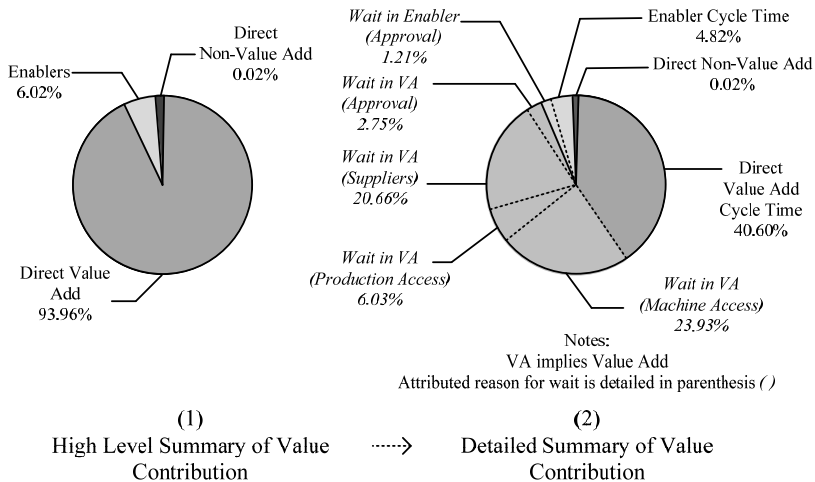 Direct
Non-Value Add
0.02%
Enablers
6.02%
Direct Value
Add
93.96%
Wait in Enabler
(Approval)
1.21%
Wait in VA
(Approval)
2.75%
Wait in VA
(Suppliers)
20.66%
Wait in VA
(Production Access)
6.03%
Enabler Cycle Time
4.82%
Direct Non-Value Add
0.02%
Direct
Value Add
Cycle Time
40.60%
Wait in VA
(Machine Access)
23.93%
Notes:
VA implies Value Add
Attributed reason for wait is detailed in parenthesis ( )
(1)
High Level Summary of Value
Contribution
(2)
Detailed Summary of Value
Contribution